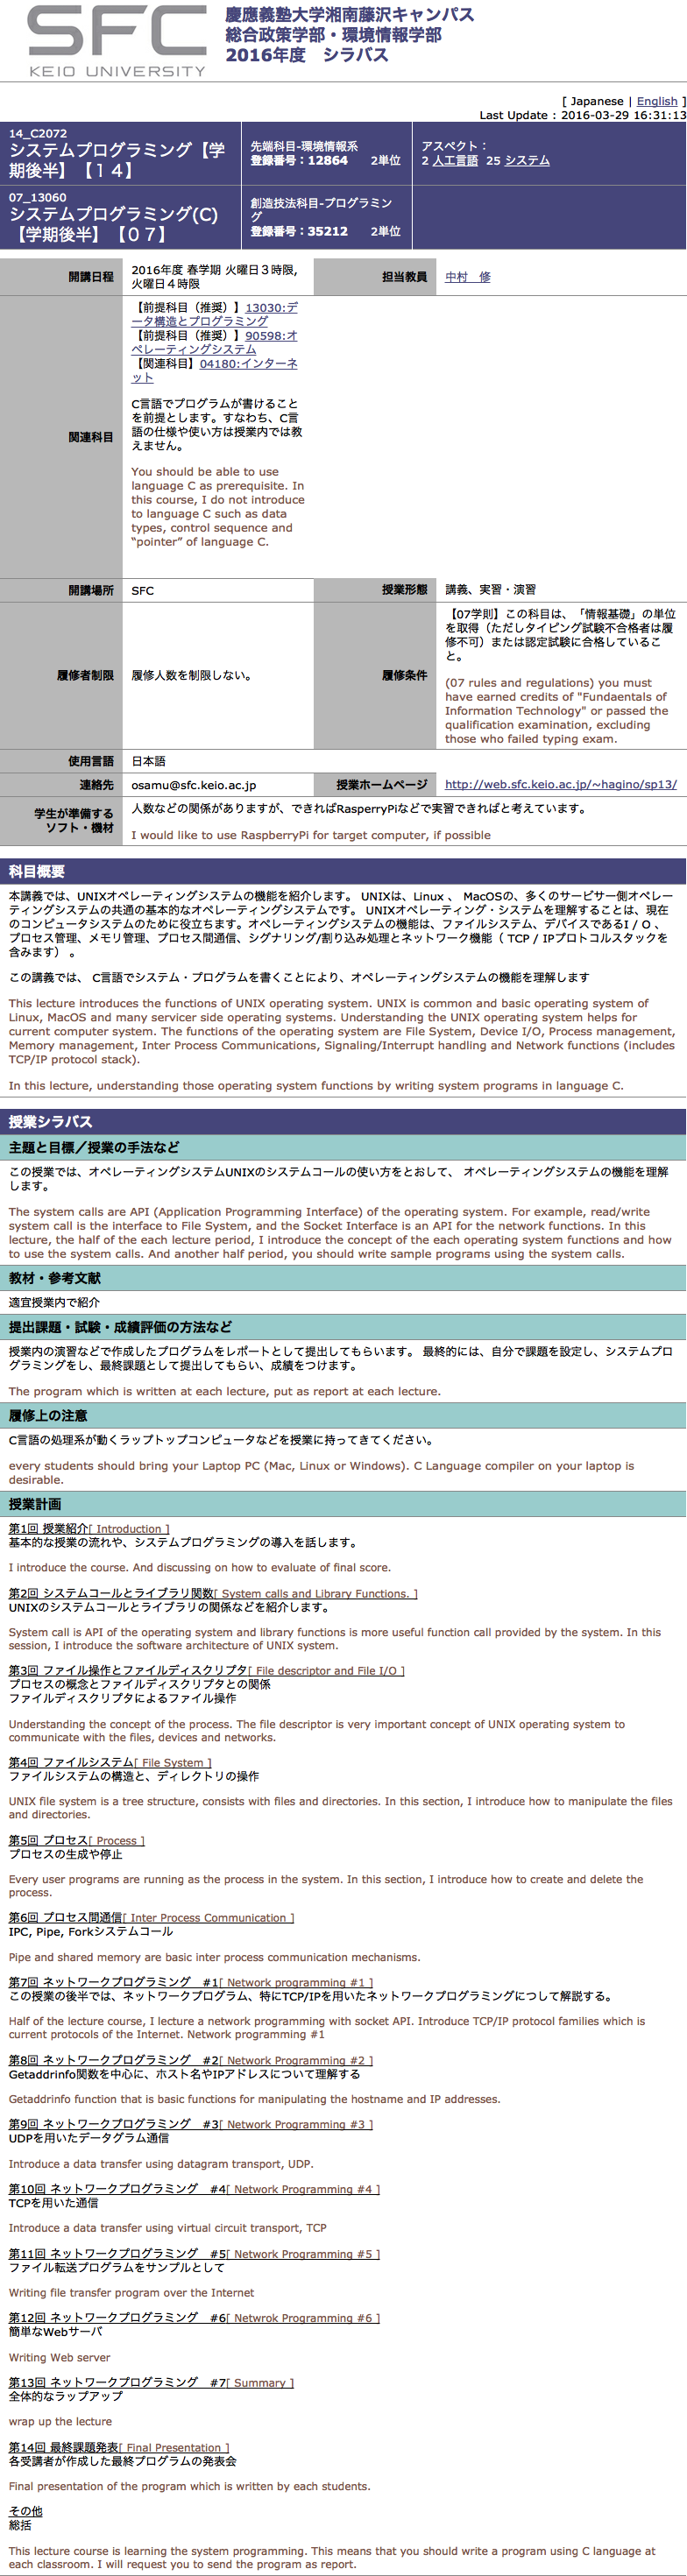 SFC
KEIO UNIVERSITY
慶應義塾大学湘南藤沢キャンパス
総合政策学部・環境情報学部
2016年度　シラバス
[ Japanese | English ]
Last Update : 2016-03-29 16:31:13
14_C2072
システムプログラミング【学
期後半】【１４】
先端科目-環境情報系
登録番号：12864　　2単位
アスペクト：
2 人工言語　25 システム
07_13060
システムプログラミング(C)
【学期後半】【０７】
創造技法科目-プログラミン
グ
登録番号：35212　　2単位
開講日程
2016年度 春学期 火曜日３時限,
火曜日４時限
担当教員
中村　修
関連科目
【前提科目（推奨）】13030:デ
ータ構造とプログラミング
【前提科目（推奨）】90598:オ
ペレーティングシステム
【関連科目】04180:インターネ
ット
C言語でプログラムが書けること
を前提とします。すなわち、C言
語の仕様や使い方は授業内では教
えません。
You should be able to use
language C as prerequisite. In
this course, I do not introduce
to language C such as data
types, control sequence and
“pointer” of language C.
開講場所
SFC
授業形態
講義、実習・演習
履修者制限
履修人数を制限しない。
履修条件
【07学則】この科目は、「情報基礎」の単位
を取得（ただしタイピング試験不合格者は履
修不可）または認定試験に合格しているこ
と。
(07 rules and regulations) you must
have earned credits of "Fundaentals of
Information Technology" or passed the
qualification examination, excluding
those who failed typing exam.
使用言語
日本語
連絡先
osamu@sfc.keio.ac.jp
授業ホームページ
http://web.sfc.keio.ac.jp/~hagino/sp13/
学生が準備する
ソフト・機材
人数などの関係がありますが、できればRasperryPiなどで実習できればと考えています。
I would like to use RaspberryPi for target computer, if possible
科目概要
本講義では、UNIXオペレーティングシステムの機能を紹介します。 UNIXは、Linux 、 MacOSの、多くのサービサー側オペレー
ティングシステムの共通の基本的なオペレーティングシステムです。 UNIXオペレーティング・システムを理解することは、現在
のコンピュータシステムのために役立ちます。オペレーティングシステムの機能は、ファイルシステム、デバイスであるI / O 、
プロセス管理、メモリ管理、プロセス間通信、シグナリング/割り込み処理とネットワーク機能（ TCP / IPプロトコルスタックを
含みます） 。
この講義では、 C言語でシステム・プログラムを書くことにより、オペレーティングシステムの機能を理解します
This lecture introduces the functions of UNIX operating system. UNIX is common and basic operating system of
Linux, MacOS and many servicer side operating systems. Understanding the UNIX operating system helps for
current computer system. The functions of the operating system are File System, Device I/O, Process management,
Memory management, Inter Process Communications, Signaling/Interrupt handling and Network functions (includes
TCP/IP protocol stack).
In this lecture, understanding those operating system functions by writing system programs in language C.
授業シラバス
主題と目標／授業の手法など
この授業では、オペレーティングシステムUNIXのシステムコールの使い方をとおして、 オペレーティングシステムの機能を理解
します。
The system calls are API (Application Programming Interface) of the operating system. For example, read/write
system call is the interface to File System, and the Socket Interface is an API for the network functions. In this
lecture, the half of the each lecture period, I introduce the concept of the each operating system functions and how
to use the system calls. And another half period, you should write sample programs using the system calls.
教材・参考文献
適宜授業内で紹介
提出課題・試験・成績評価の方法など
授業内の演習などで作成したプログラムをレポートとして提出してもらいます。 最終的には、自分で課題を設定し、システムプロ
グラミングをし、最終課題として提出してもらい、成績をつけます。
The program which is written at each lecture, put as report at each lecture.
履修上の注意
C言語の処理系が動くラップトップコンピュータなどを授業に持ってきてください。
every students should bring your Laptop PC (Mac, Linux or Windows). C Language compiler on your laptop is
desirable.
授業計画
第1回 授業紹介[ Introduction ]
基本的な授業の流れや、システムプログラミングの導入を話します。
I introduce the course. And discussing on how to evaluate of final score.
第2回 システムコールとライブラリ関数[ System calls and Library Functions. ]
UNIXのシステムコールとライブラリの関係などを紹介します。
System call is API of the operating system and library functions is more useful function call provided by the system. In this
session, I introduce the software architecture of UNIX system.
第3回 ファイル操作とファイルディスクリプタ[ File descriptor and File I/O ]
プロセスの概念とファイルディスクリプタとの関係
ファイルディスクリプタによるファイル操作
Understanding the concept of the process. The file descriptor is very important concept of UNIX operating system to
communicate with the files, devices and networks.
第4回 ファイルシステム[ File System ]
ファイルシステムの構造と、ディレクトリの操作
UNIX file system is a tree structure, consists with files and directories. In this section, I introduce how to manipulate the files
and directories.
第5回 プロセス[ Process ]
プロセスの生成や停止
Every user programs are running as the process in the system. In this section, I introduce how to create and delete the
process.
第6回 プロセス間通信[ Inter Process Communication ]
IPC, Pipe, Forkシステムコール
Pipe and shared memory are basic inter process communication mechanisms.
第7回 ネットワークプログラミング　#1[ Network programming #1 ]
この授業の後半では、ネットワークプログラム、特にTCP/IPを用いたネットワークプログラミングにつして解説する。
Half of the lecture course, I lecture a network programming with socket API. Introduce TCP/IP protocol families which is
current protocols of the Internet. Network programming #1
第8回 ネットワークプログラミング　#2[ Network Programming #2 ]
Getaddrinfo関数を中心に、ホスト名やIPアドレスについて理解する
Getaddrinfo function that is basic functions for manipulating the hostname and IP addresses.
第9回 ネットワークプログラミング　#3[ Network Programming #3 ]
UDPを用いたデータグラム通信
Introduce a data transfer using datagram transport, UDP.
第10回 ネットワークプログラミング　#4[ Network Programming #4 ]
TCPを用いた通信
Introduce a data transfer using virtual circuit transport, TCP
第11回 ネットワークプログラミング　#5[ Network Programming #5 ]
ファイル転送プログラムをサンプルとして
Writing file transfer program over the Internet
第12回 ネットワークプログラミング　#6[ Netwrok Programming #6 ]
簡単なWebサーバ
Writing Web server
第13回 ネットワークプログラミング　#7[ Summary ]
全体的なラップアップ
wrap up the lecture
第14回 最終課題発表[ Final Presentation ]
各受講者が作成した最終プログラムの発表会
Final presentation of the program which is written by each students.
その他
総括
This lecture course is learning the system programming. This means that you should write a program using C language at
each classroom. I will request you to send the program as report.